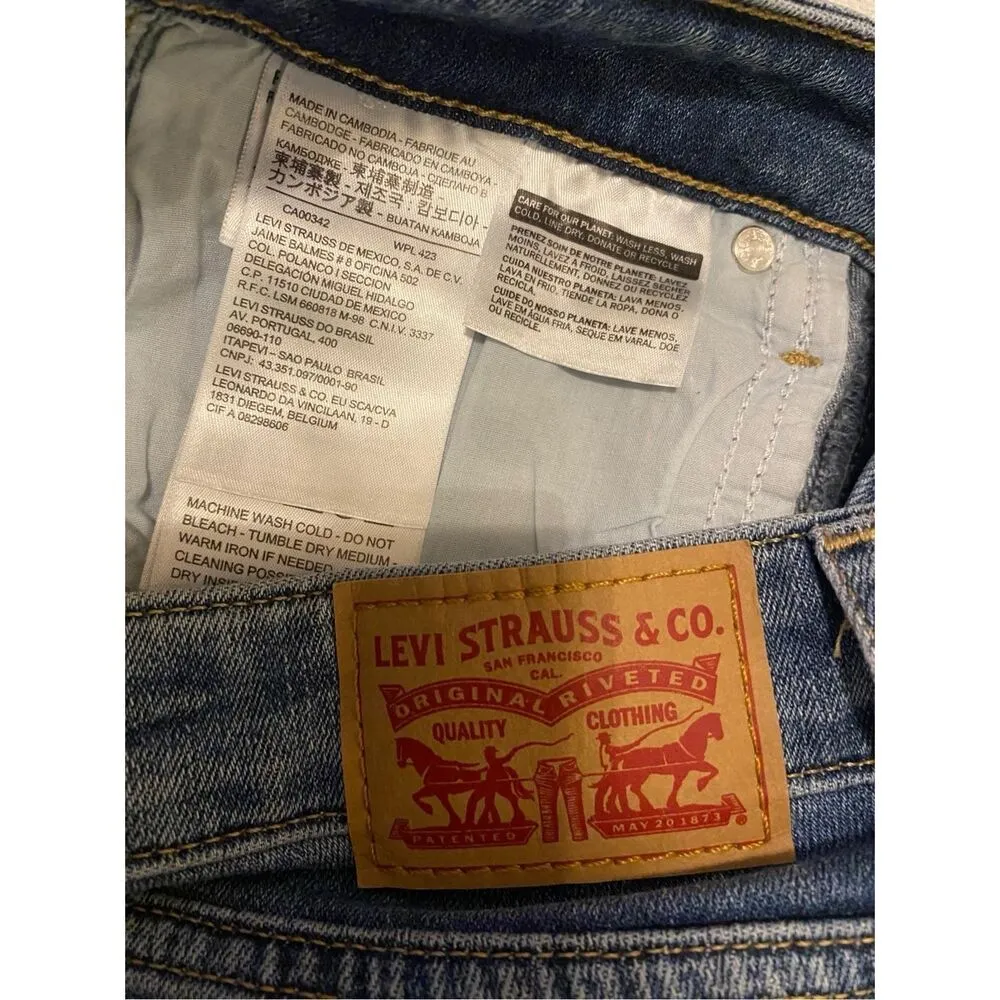 MADE IN CAMBODIA - FABRIQUE AU
CAMBODGE - FABRICADO EN CAMBOYA -
FABRICADO NO CAMBOJA - СДЕЛАНО В
КАМБОДЖЕ - 柬埔寨制造 -
柬埔寨製 - 제조국 : 캄보디아 -
カンボジア製 - BUATAN KAMBOJA
CA00342 WPL 423
LEVI STRAUSS DE MEXICO, S.A. DE C.V.
JAIME BALMES # 8 OFICINA 502
COL. POLANCO I SECCION
DELEGACIÓN MIGUEL HIDALGO
C.P. 11510 CIUDAD DE MEXICO
R.F.C. LSM 660818 M-98 C.N.I.V. 3337
LEVI STRAUSS DO BRASIL
AV. PORTUGAL, 400
06690-110
ITAPEVI – SAO PAULO BRASIL
CNPJ: 43.351.097/0001-90
LEVI STRAUSS & CO. EU SCA/CVA
LEONARDO DA VINCILAAN, 19 - D
1831 DIEGEM, BELGIUM
CIF A 08298606
MACHINE WASH COLD - DO NOT
BLEACH - TUMBLE DRY MEDIUM -
WARM IRON IF NEEDED
CLEANING
DRY
CARE FOR OUR PLANET: WASH LESS, WASH
COLD, LINE DRY, DONATE OR RECYCLE
PRENEZ SOIN DE NOTRE PLANETE: LAVEZ
MOINS, LAVEZ À FROID, LAISSEZ SÉCHER
NATURELLEMENT, DONNEZ OU RECYCLEZ
CUIDA NUESTRO PLANETA: LAVA MENOS,
LAVA EN FRIO, TIENDE LA ROPA, DONA O
RECICLA
CUIDE DO NOSSO PLANETA: LAVE MENOS,
LAVE EM ÁGUA FRIA, SEQUE EM VARAL, DOE
OU RECICLE.
LEVI STRAUSS & CO.
SAN FRANCISCO
CAL.
ORIGINAL RIVETED
QUALITY CLOTHING
PATENTED MAY 20 1873 ®